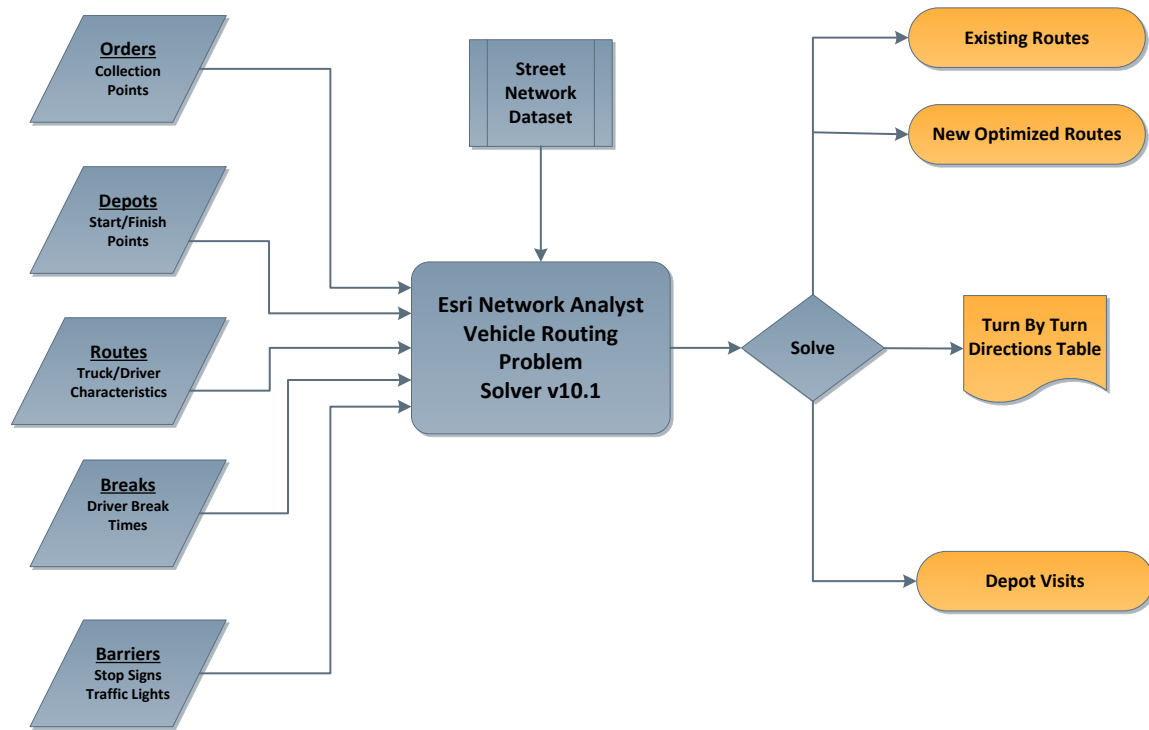 Orders
Collection
Points
Depots
Start/Finish
Points
Routes
Truck/Driver
Characteristics
Breaks
Driver Break
Times
Barriers
Stop Signs
Traffic Lights
Street
Network
Dataset
Esri Network Analyst
Vehicle Routing
Problem
Solver v10.1
Solve
Existing Routes
New Optimized Routes
Turn By Turn
Directions Table
Depot Visits